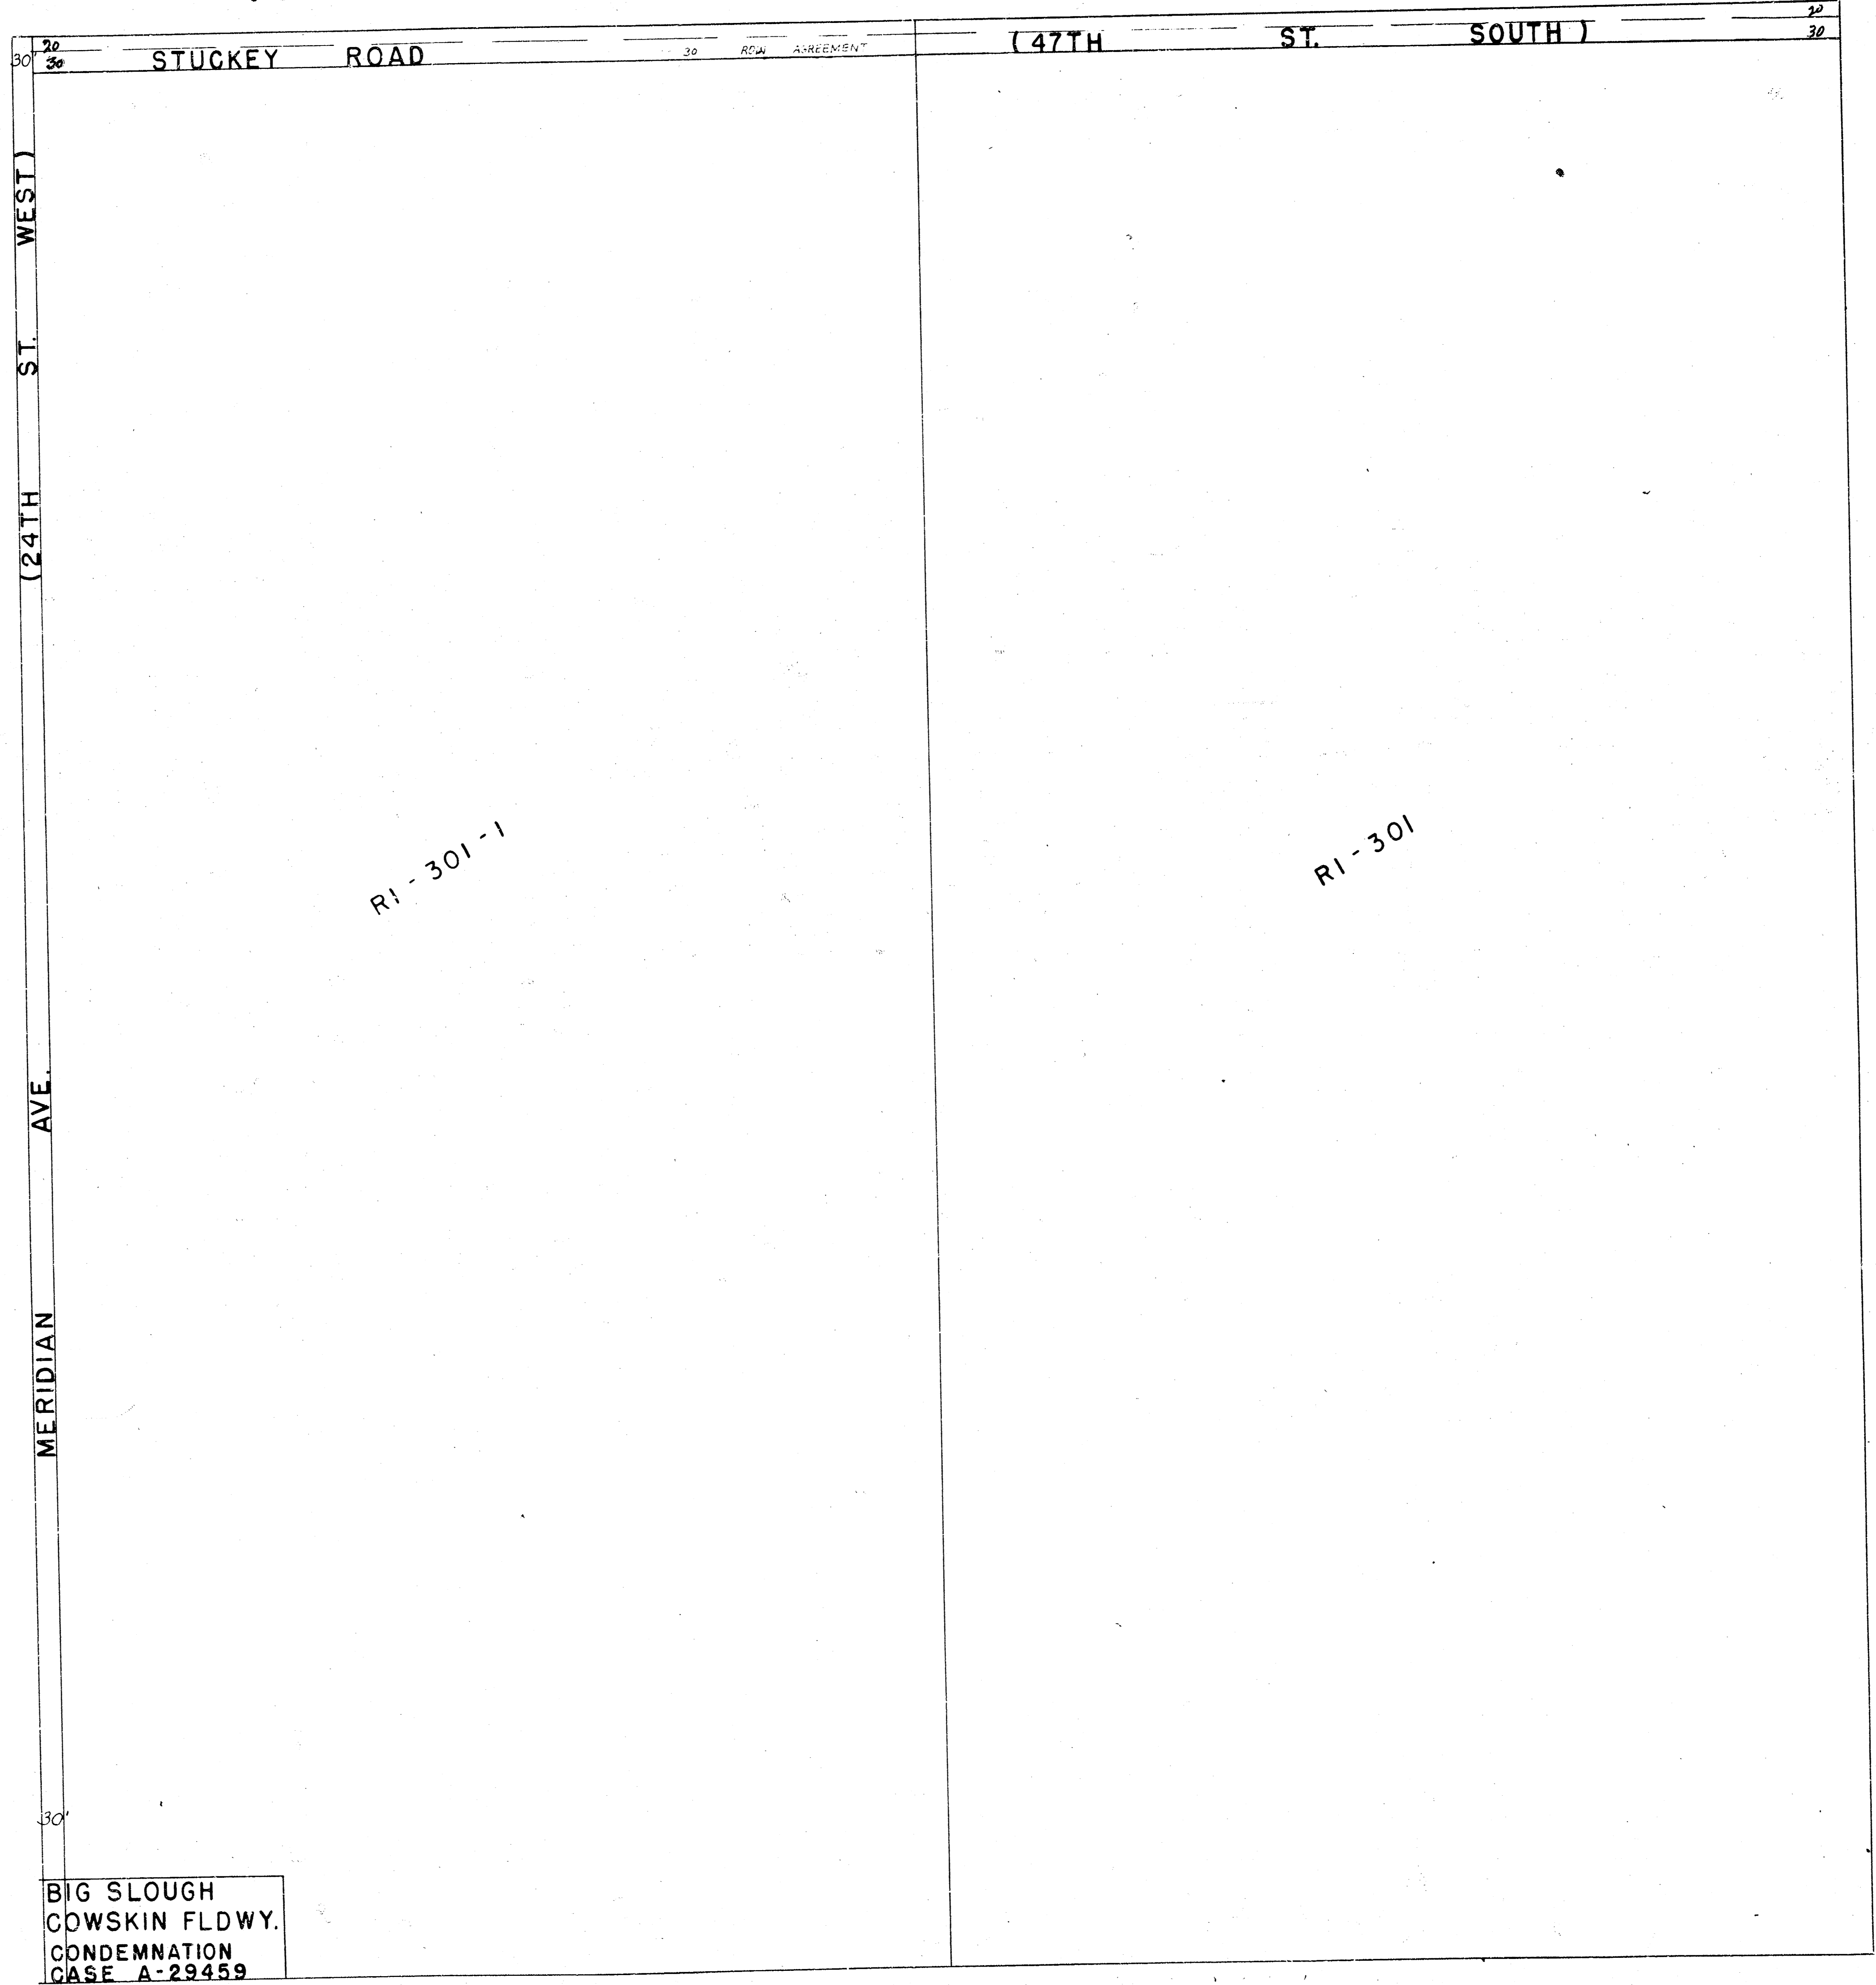 20
30
STUCKEY ROAD
30 ROW AGREEMENT
( 47TH ST. SOUTH )
20
30
30'
MERIDIAN AVE. (24TH ST. WEST)
R1 - 301 - 1
R1 - 301
30'
BIG SLOUGH
COWSKIN FLDWY.
CONDEMNATION
CASE A-29459